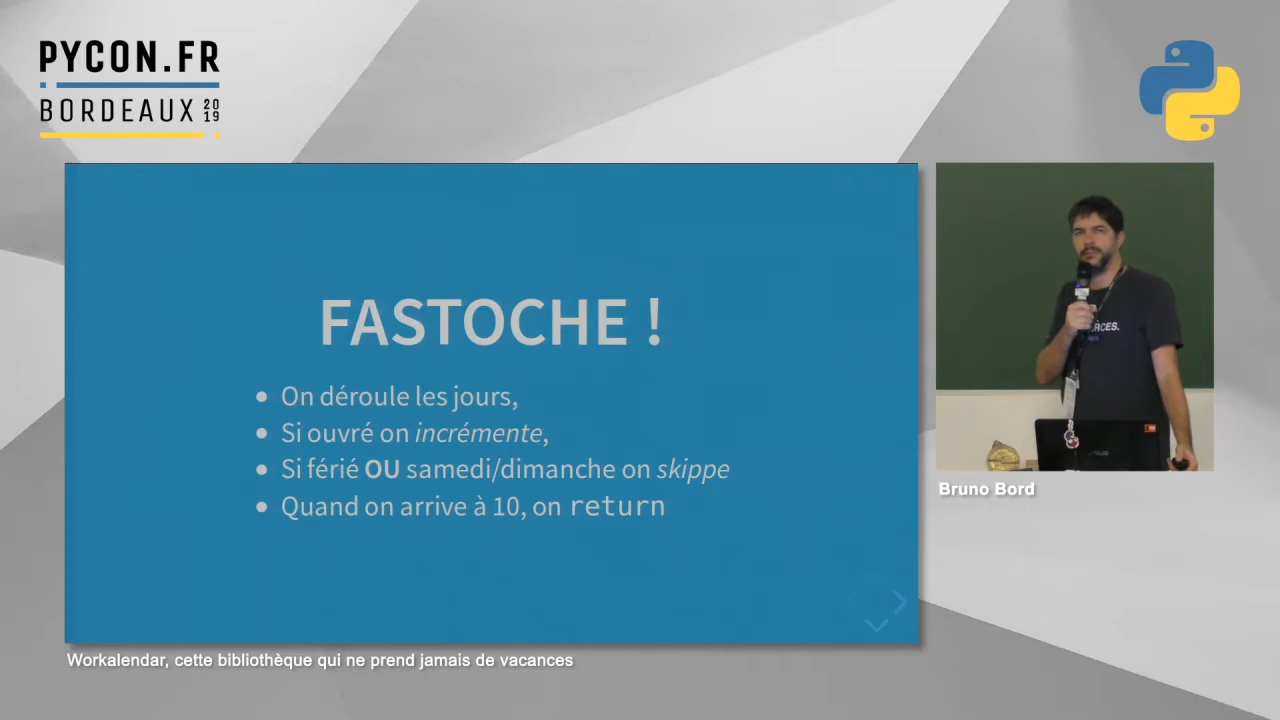 PYCON.FR
BORDEAUX 2019
FASTOCHE !
On déroule les jours,
Si ouvré on incrémente,
Si férié OU samedi/dimanche on skippe
Quand on arrive à 10, on return
RCES.
Bruno Bord
Workalendar, cette bibliothèque qui ne prend jamais de vacances